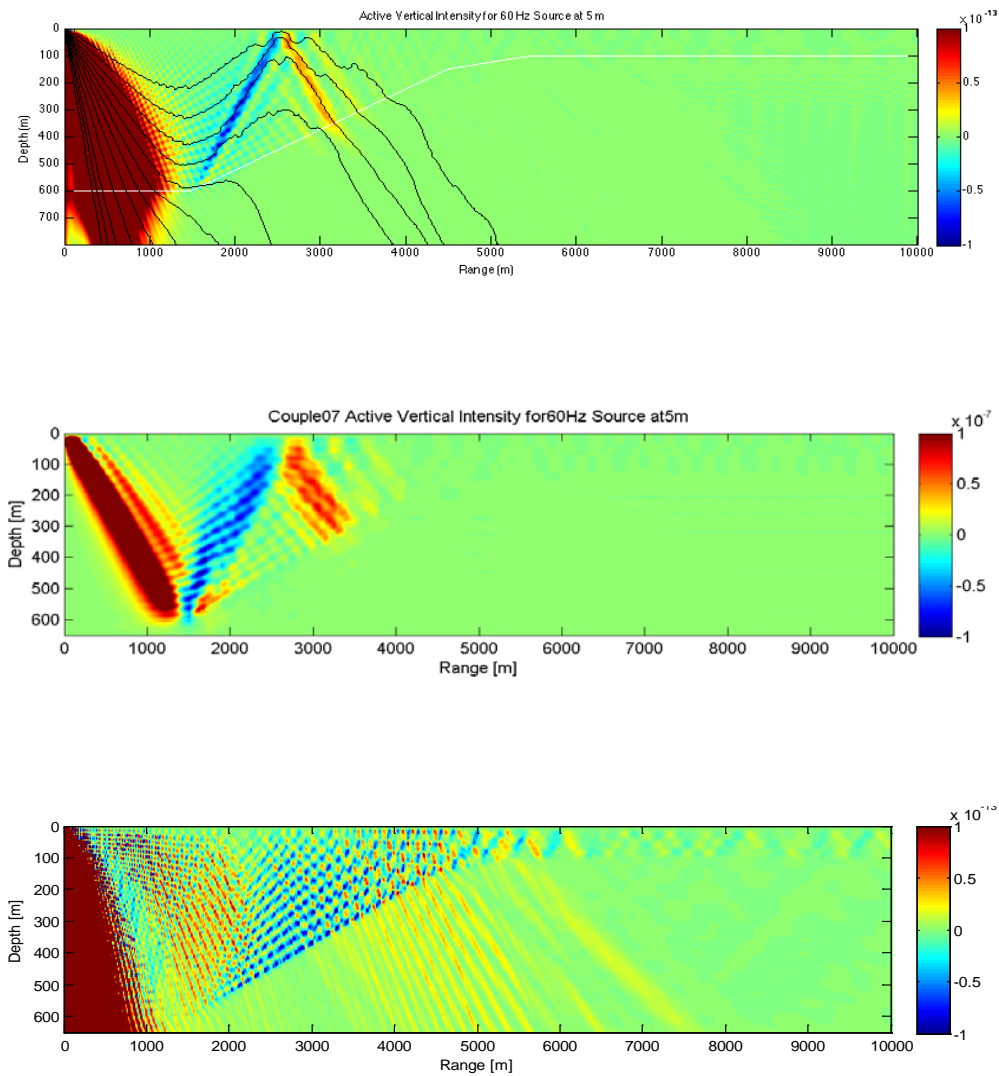 Active Vertical Intensity for 60 Hz Source at 5 m
x 10^-13
0
100
200
300
400
500
600
700
Depth (m)
1
0.5
0
-0.5
-1
0 1000 2000 3000 4000 5000 6000 7000 8000 9000 10000
Range (m)
Couple07 Active Vertical Intensity for60Hz Source at5m
x 10^-7
0
100
200
300
400
500
600
Depth [m]
1
0.5
0
-0.5
-1
0 1000 2000 3000 4000 5000 6000 7000 8000 9000 10000
Range [m]
x 10^-13
0
100
200
300
400
500
600
Depth [m]
1
0.5
0
-0.5
-1
0 1000 2000 3000 4000 5000 6000 7000 8000 9000 10000
Range [m]